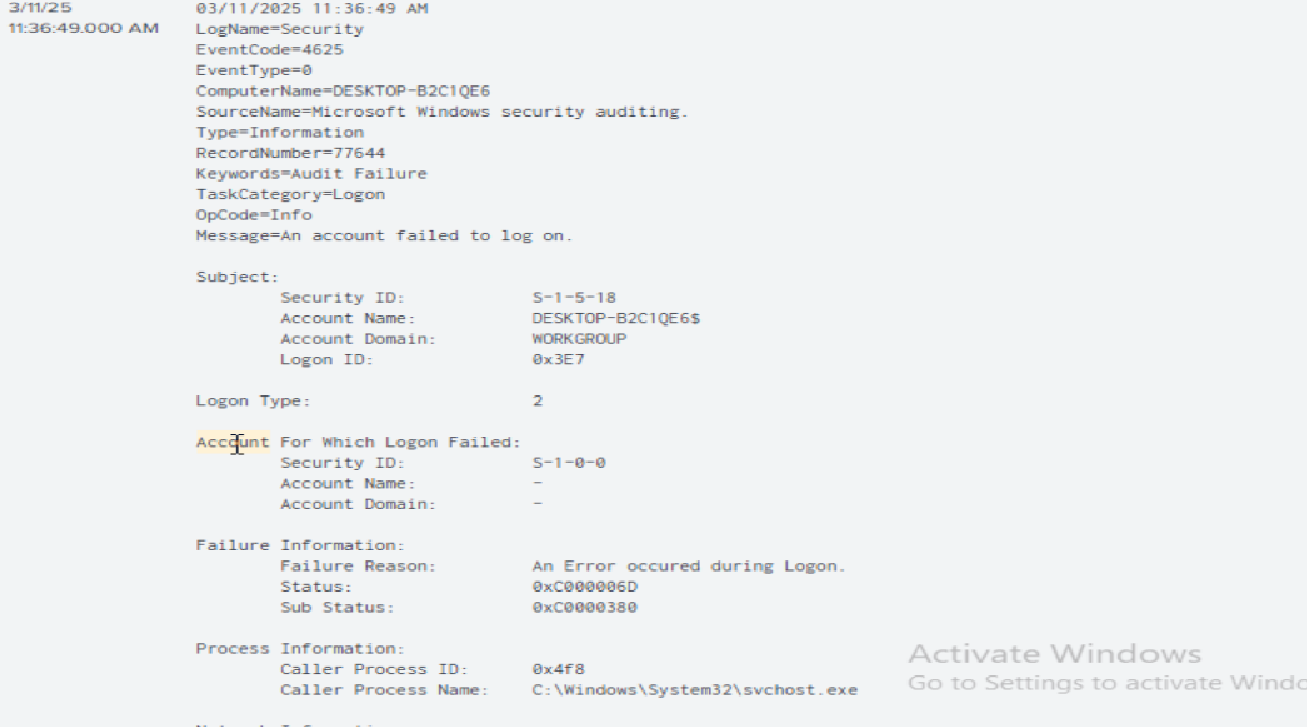 3/11/25
11:36:49.000 AM
03/11/2025 11:36:49 AM
LogName=Security
EventCode=4625
EventType=0
ComputerName=DESKTOP-B2C1QE6
SourceName=Microsoft Windows security auditing.
Type=Information
RecordNumber=77644
Keywords=Audit Failure
TaskCategory=Logon
OpCode=Info
Message=An account failed to log on.
Subject:
Security ID: S-1-5-18
Account Name: DESKTOP-B2C1QE6$
Account Domain: WORKGROUP
Logon ID: 0x3E7
Logon Type: 2
Account For Which Logon Failed:
Security ID: S-1-0-0
Account Name: -
Account Domain: -
Failure Information:
Failure Reason: An Error occured during Logon.
Status: 0xC000006D
Sub Status: 0xC0000380
Process Information:
Caller Process ID: 0x4f8
Caller Process Name: C:\Windows\System32\svchost.exe
Activate Windows
Go to Settings to activate Windo